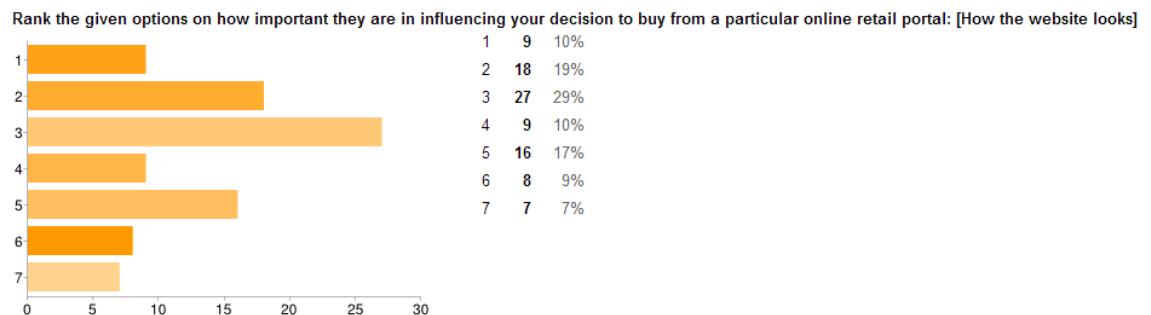 Rank the given options on how important they are in influencing your decision to buy from a particular online retail portal: [How the website looks]
1 9 10%
2 18 19%
3 27 29%
4 9 10%
5 16 17%
6 8 9%
7 7 7%
1
2
3
4
5
6
7
0 5 10 15 20 25 30